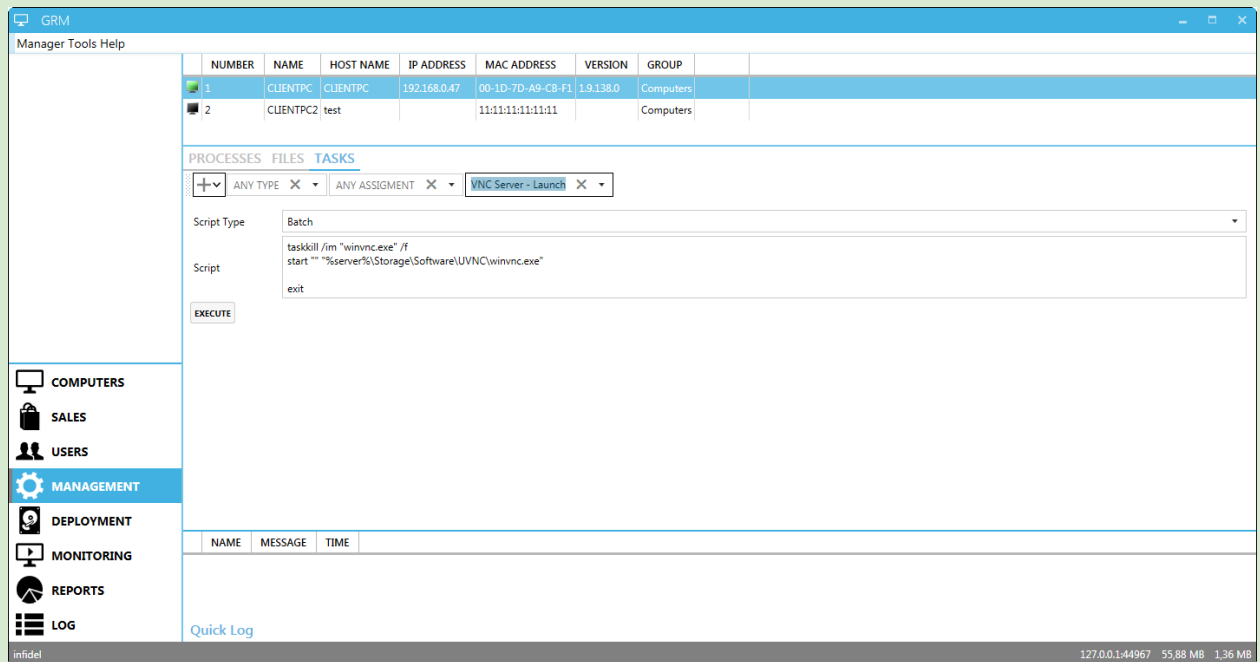 GRM
Manager Tools Help
NUMBER NAME HOST NAME IP ADDRESS MAC ADDRESS VERSION GROUP
1 CLIENTPC CLIENTPC 192.168.0.47 00-1D-7D-A9-CB-F1 1.9.138.0 Computers
2 CLIENTPC2 test 11:11:11:11:11:11 Computers
PROCESSES FILES TASKS
ANY TYPE ANY ASSIGMENT VNC Server - Launch
Script Type Batch
Script
taskkill /im "winvnc.exe" /f
start "" "%server%\Storage\Software\UVNC\winvnc.exe"
exit
EXECUTE
COMPUTERS
SALES
USERS
MANAGEMENT
DEPLOYMENT
MONITORING
REPORTS
LOG
NAME MESSAGE TIME
Quick Log
infidel 127.0.0.1:44967 55,88 MB 1,36 MB